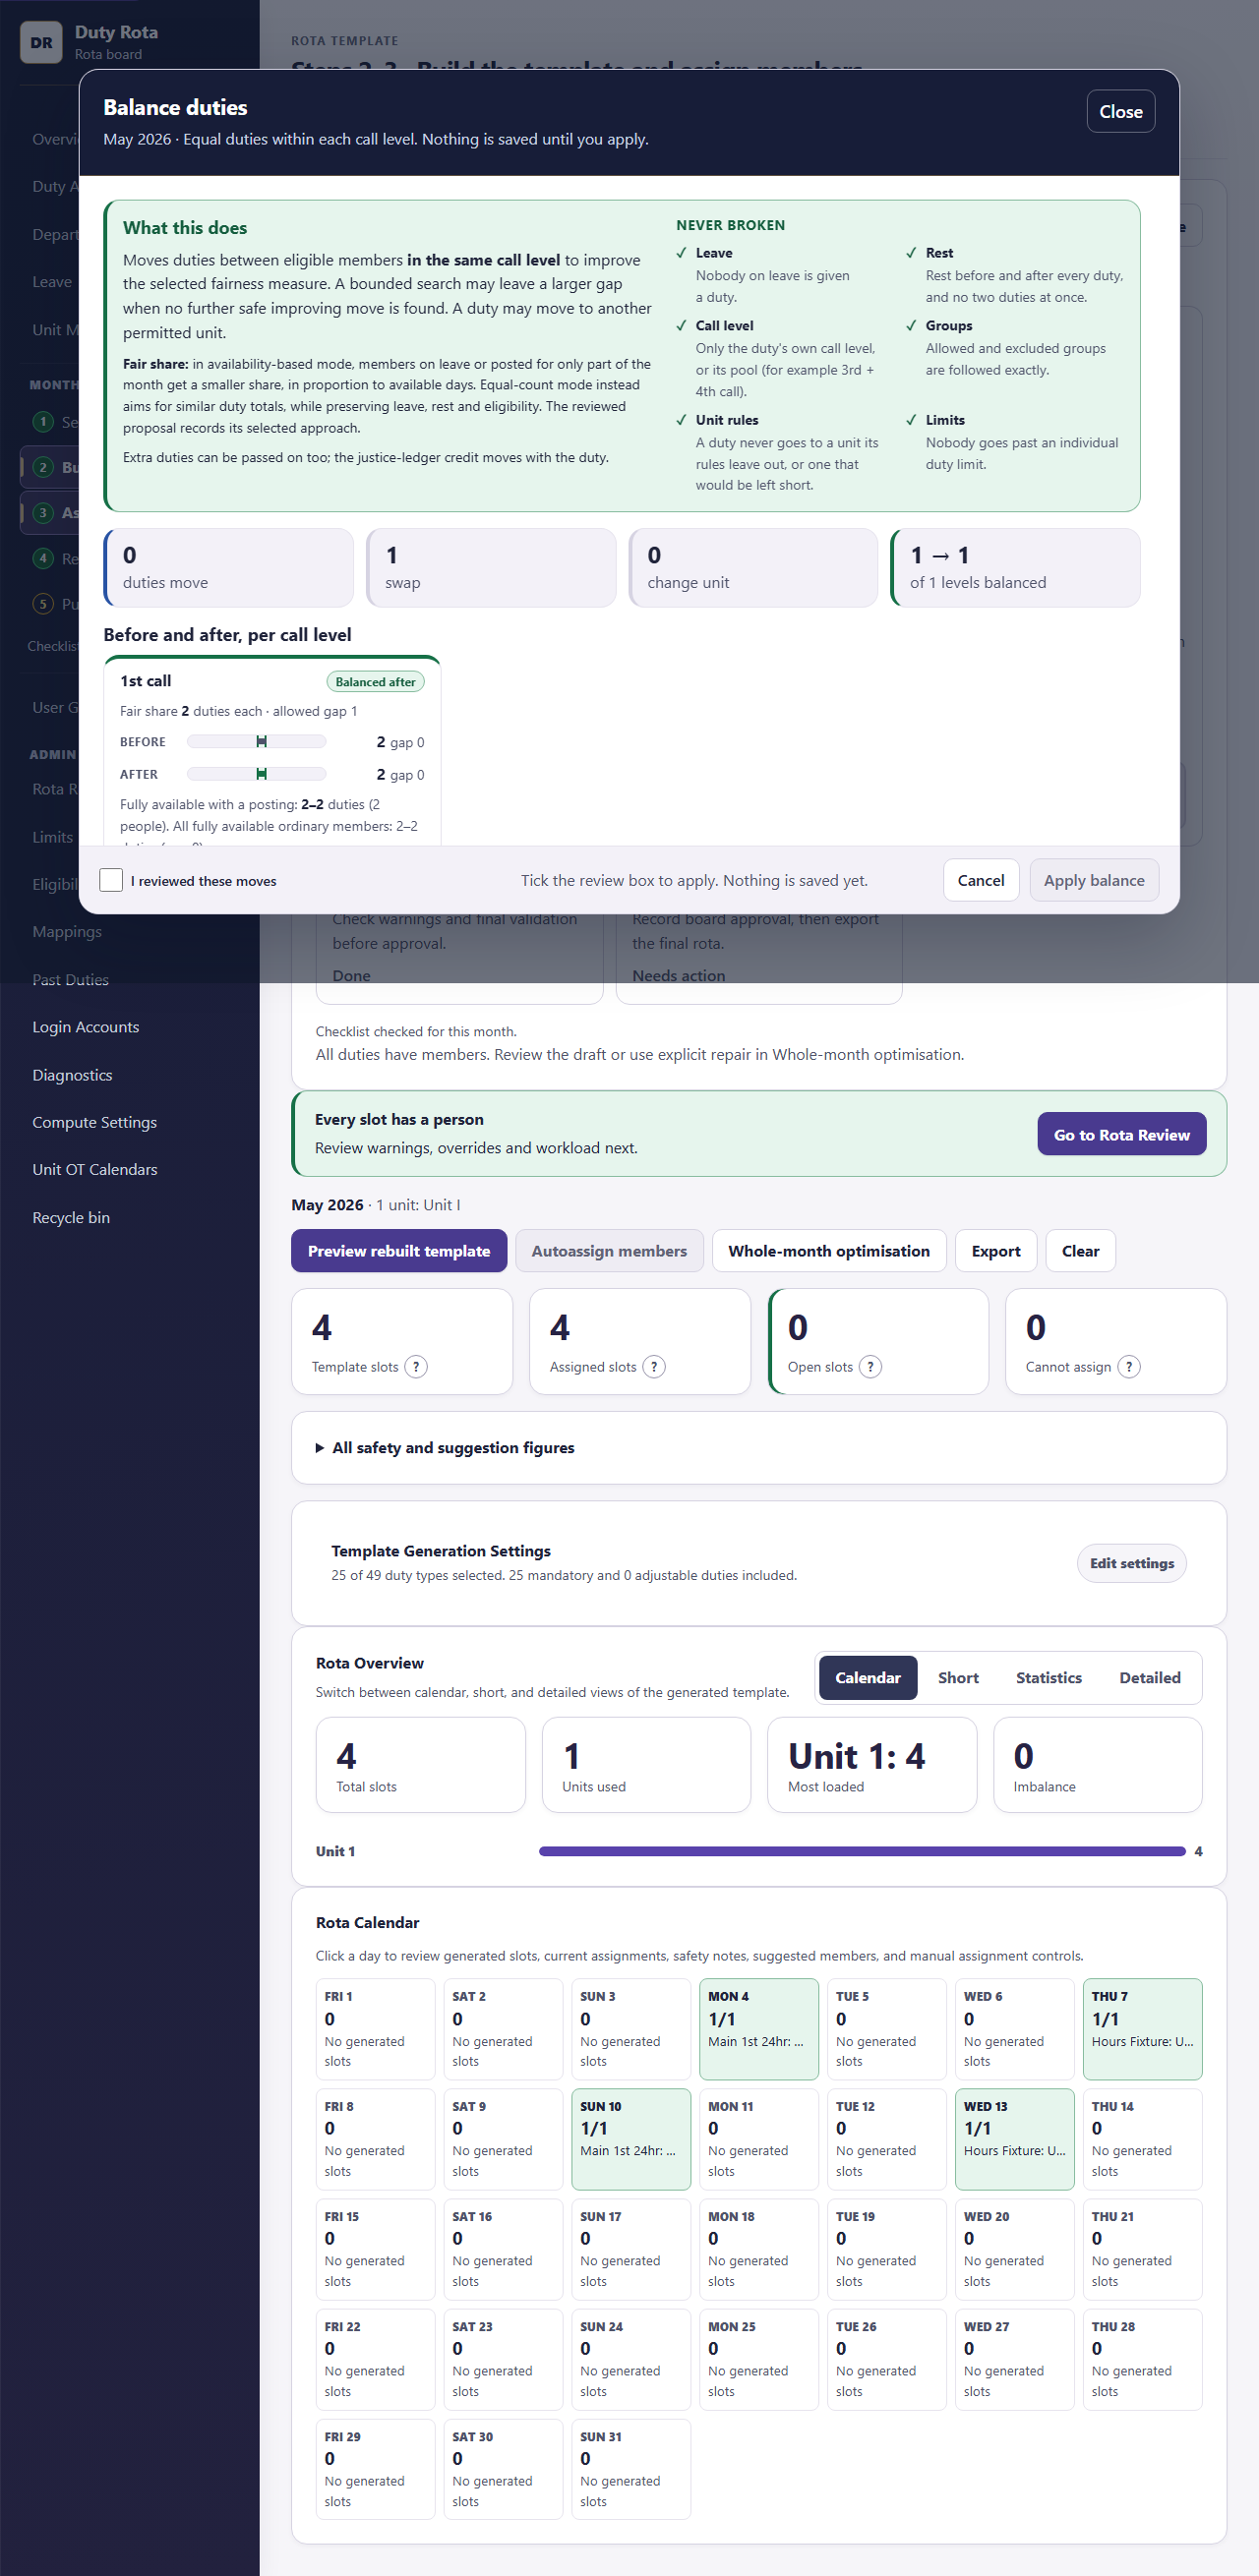 DR
Duty Rota
Rota board
Overvi
Duty A
Depart
Leave
Unit M
MONTH
1 Se
2 Bu
3 As
4 Re
5 Pu
Checklist
User G
ADMIN
Rota R
Limits
Eligibil
Mappings
Past Duties
Login Accounts
Diagnostics
Compute Settings
Unit OT Calendars
Recycle bin
ROTA TEMPLATE
Balance duties
May 2026 · Equal duties within each call level. Nothing is saved until you apply.
Close
What this does
Moves duties between eligible members in the same call level to improve
the selected fairness measure. A bounded search may leave a larger gap
when no further safe improving move is found. A duty may move to another
permitted unit.
Fair share: in availability-based mode, members on leave or posted for only part of the
month get a smaller share, in proportion to available days. Equal-count mode instead
aims for similar duty totals, while preserving leave, rest and eligibility. The reviewed
proposal records its selected approach.
Extra duties can be passed on too; the justice-ledger credit moves with the duty.
NEVER BROKEN
✓ Leave
Nobody on leave is given
a duty.
✓ Rest
Rest before and after every duty,
and no two duties at once.
✓ Call level
Only the duty's own call level,
or its pool (for example 3rd +
4th call).
✓ Groups
Allowed and excluded groups
are followed exactly.
✓ Unit rules
A duty never goes to a unit its
rules leave out, or one that
would be left short.
✓ Limits
Nobody goes past an individual
duty limit.
0
duties move
1
swap
0
change unit
1 → 1
of 1 levels balanced
Before and after, per call level
1st call
Balanced after
Fair share 2 duties each · allowed gap 1
BEFORE 2 gap 0
AFTER 2 gap 0
Fully available with a posting: 2–2 duties (2
people). All fully available ordinary members: 2–2
I reviewed these moves
Tick the review box to apply. Nothing is saved yet.
Cancel
Apply balance
Check warnings and final validation
before approval.
Done
Record board approval, then export
the final rota.
Needs action
Checklist checked for this month.
All duties have members. Review the draft or use explicit repair in Whole-month optimisation.
Every slot has a person
Review warnings, overrides and workload next.
Go to Rota Review
May 2026 · 1 unit: Unit I
Preview rebuilt template
Autoassign members
Whole-month optimisation
Export
Clear
4
Template slots ?
4
Assigned slots ?
0
Open slots ?
0
Cannot assign ?
All safety and suggestion figures
Template Generation Settings
25 of 49 duty types selected. 25 mandatory and 0 adjustable duties included.
Edit settings
Rota Overview
Switch between calendar, short, and detailed views of the generated template.
Calendar
Short
Statistics
Detailed
4
Total slots
1
Units used
Unit 1: 4
Most loaded
0
Imbalance
Unit 1 4
Rota Calendar
Click a day to review generated slots, current assignments, safety notes, suggested members, and manual assignment controls.
FRI 1
0
No generated
slots
SAT 2
0
No generated
slots
SUN 3
0
No generated
slots
MON 4
1/1
Main 1st 24hr: ...
TUE 5
0
No generated
slots
WED 6
0
No generated
slots
THU 7
1/1
Hours Fixture: U...
FRI 8
0
No generated
slots
SAT 9
0
No generated
slots
SUN 10
1/1
Main 1st 24hr: ...
MON 11
0
No generated
slots
TUE 12
0
No generated
slots
WED 13
1/1
Hours Fixture: U...
THU 14
0
No generated
slots
FRI 15
0
No generated
slots
SAT 16
0
No generated
slots
SUN 17
0
No generated
slots
MON 18
0
No generated
slots
TUE 19
0
No generated
slots
WED 20
0
No generated
slots
THU 21
0
No generated
slots
FRI 22
0
No generated
slots
SAT 23
0
No generated
slots
SUN 24
0
No generated
slots
MON 25
0
No generated
slots
TUE 26
0
No generated
slots
WED 27
0
No generated
slots
THU 28
0
No generated
slots
FRI 29
0
No generated
slots
SAT 30
0
No generated
slots
SUN 31
0
No generated
slots